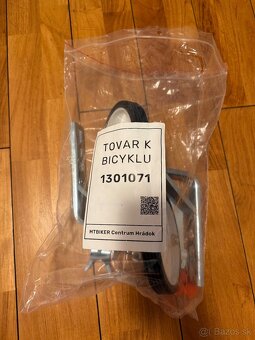 TOVAR K
BICYKLU
1301071
MTBIKER Centrum Hrádok
Bazos.sk